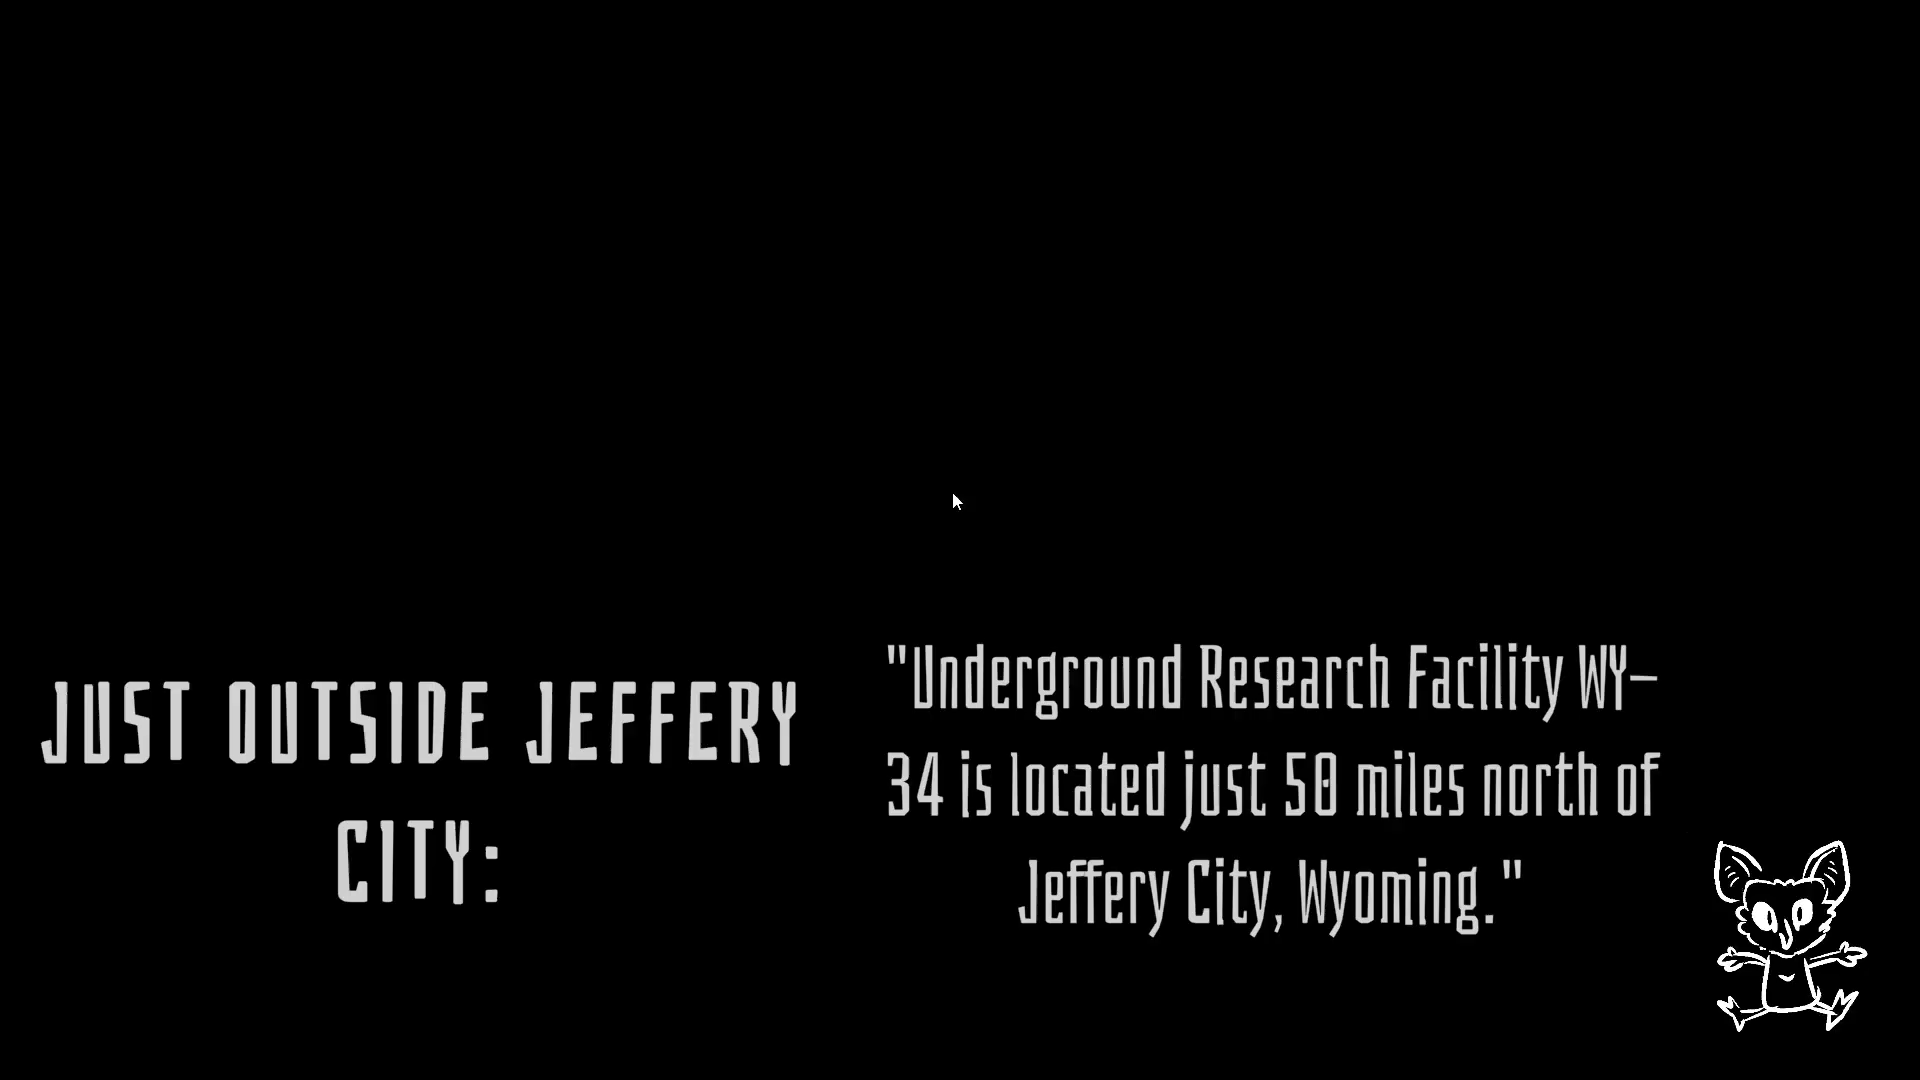 JUST OUTSIDE JEFFERY
CITY:
"Underground Research Facility WY-
34 is located just 50 miles north of
Jeffery City, Wyoming."